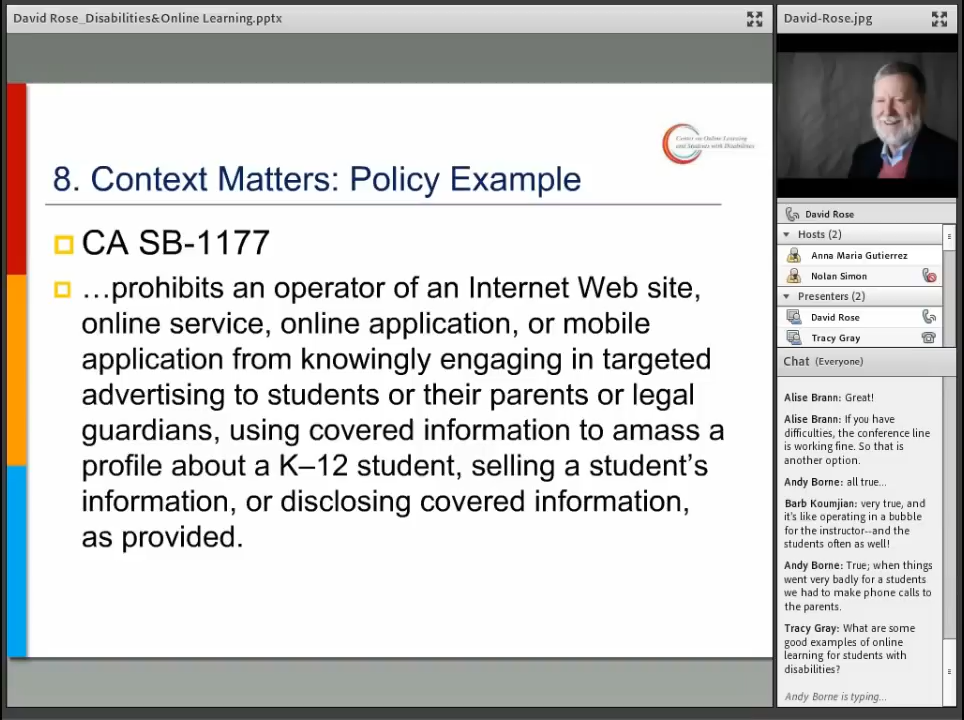 David Rose_Disabilities&Online Learning.pptx
Center on Online Learning
and Students with Disabilities
8. Context Matters: Policy Example
CA SB-1177
…prohibits an operator of an Internet Web site,
online service, online application, or mobile
application from knowingly engaging in targeted
advertising to students or their parents or legal
guardians, using covered information to amass a
profile about a K–12 student, selling a student’s
information, or disclosing covered information,
as provided.
David-Rose.jpg
David Rose
Hosts (2)
Anna Maria Gutierrez
Nolan Simon
Presenters (2)
David Rose
Tracy Gray
Chat (Everyone)
Alise Brann: Great!
Alise Brann: If you have
difficulties, the conference line
is working fine. So that is
another option.
Andy Borne: all true...
Barb Koumjian: very true, and
it's like operating in a bubble
for the instructor--and the
students often as well!
Andy Borne: True; when things
went very badly for a students
we had to make phone calls to
the parents.
Tracy Gray: What are some
good examples of online
learning for students with
disabilities?
Andy Borne is typing...